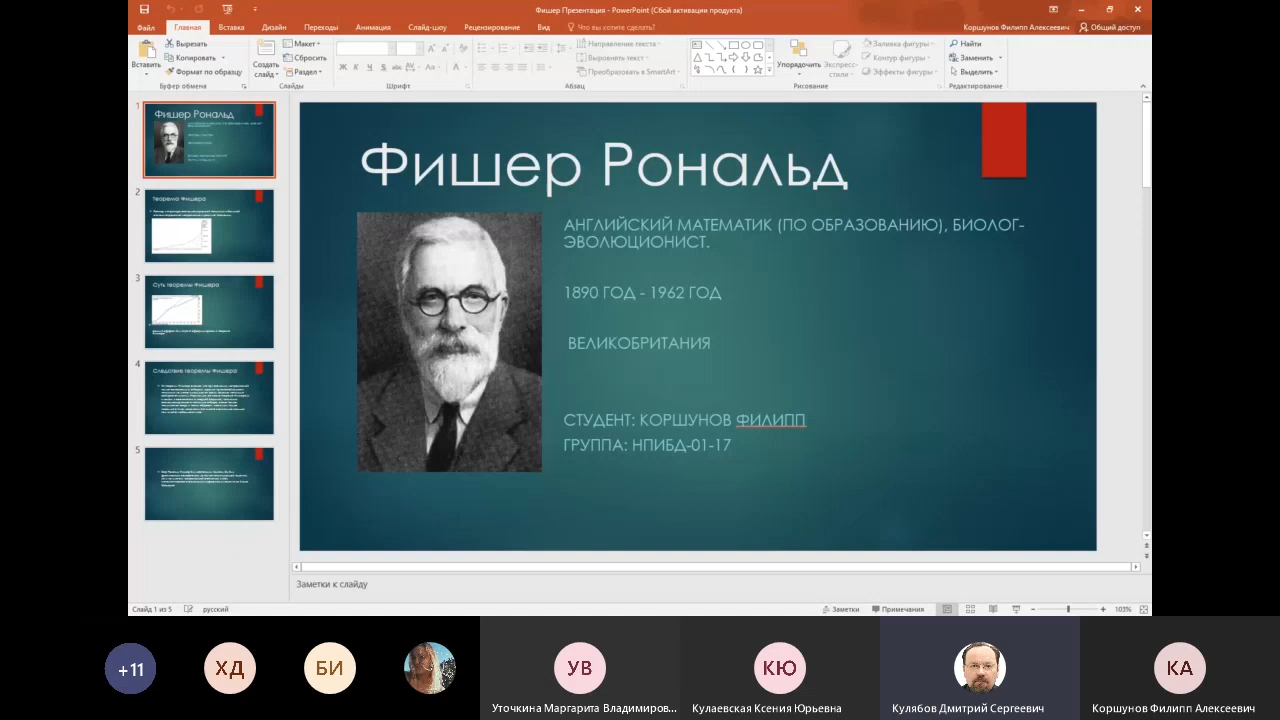 Фишер Презентация - PowerPoint (Сбой активации продукта)
Файл Главная Вставка Дизайн Переходы Анимация Слайд-шоу Рецензирование Вид Что вы хотите сделать? Коршунов Филипп Алексеевич Общий доступ
Вставить
Вырезать
Копировать
Формат по образцу
Буфер обмена
Создать слайд
Макет
Сбросить
Раздел
Слайды
Шрифт
Направление текста
Выровнять текст
Преобразовать в SmartArt
Абзац
Упорядочить
Экспресс-стили
Заливка фигуры
Контур фигуры
Эффекты фигуры
Рисование
Найти
Заменить
Выделить
Редактирование
1
Фишер Рональд
2
Теорема Фишера
3
Суть теоремы Фишера
4
Следствие теоремы Фишера
5
Фишер Рональд
АНГЛИЙСКИЙ МАТЕМАТИК (ПО ОБРАЗОВАНИЮ), БИОЛОГ-
ЭВОЛЮЦИОНИСТ.
1890 ГОД - 1962 ГОД
ВЕЛИКОБРИТАНИЯ
СТУДЕНТ: КОРШУНОВ ФИЛИПП
ГРУППА: НПИБД-01-17
Заметки к слайду
Слайд 1 из 5 русский Заметки Примечания 103%
+11 ХД БИ УВ КЮ КА
Уточкина Маргарита Владимиров... Кулаевская Ксения Юрьевна Кулябов Дмитрий Сергеевич Коршунов Филипп Алексеевич